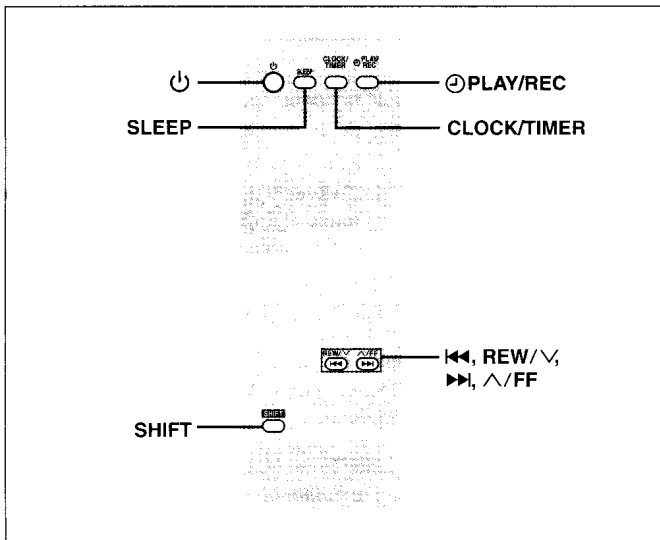 ⏻
SLEEP
CLOCK/
TIMER
⏲PLAY/
REC
⏻
⏲PLAY/REC
SLEEP
CLOCK/TIMER
REW/∨ ∧/FF
⏮ ⏭
⏮, REW/∨,
⏭, ∧/FF
SHIFT
SHIFT